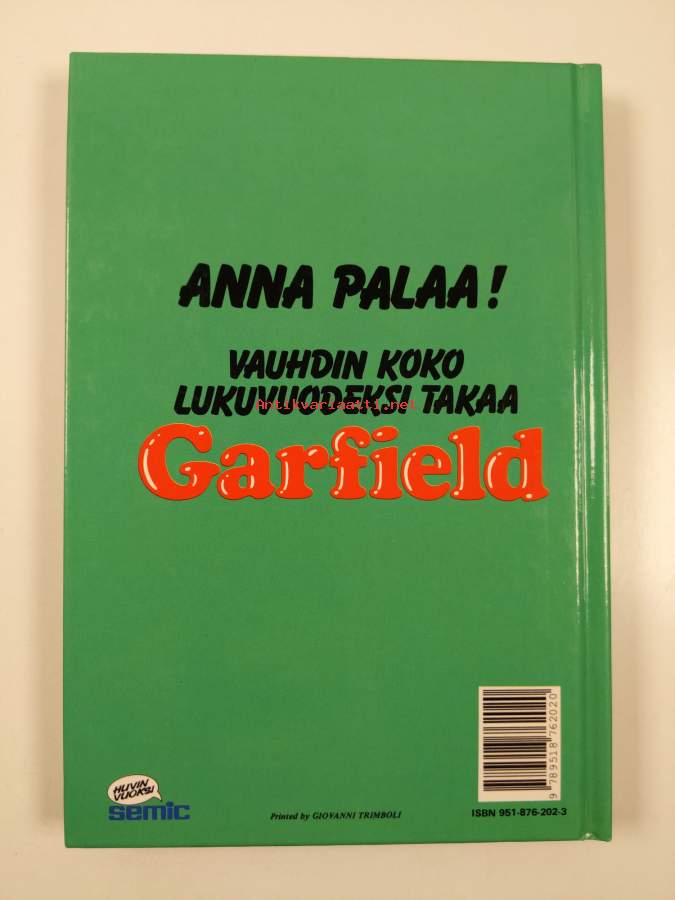 ANNA PALAA!
VAUHDIN KOKO
LUKUVUODEKSI TAKAA
Antikvariaatti.net
Garfield
9 789518 762020
HUVIN
VUOKSI
semic
Printed by GIOVANNI TRIMBOLI
ISBN 951-876-202-3